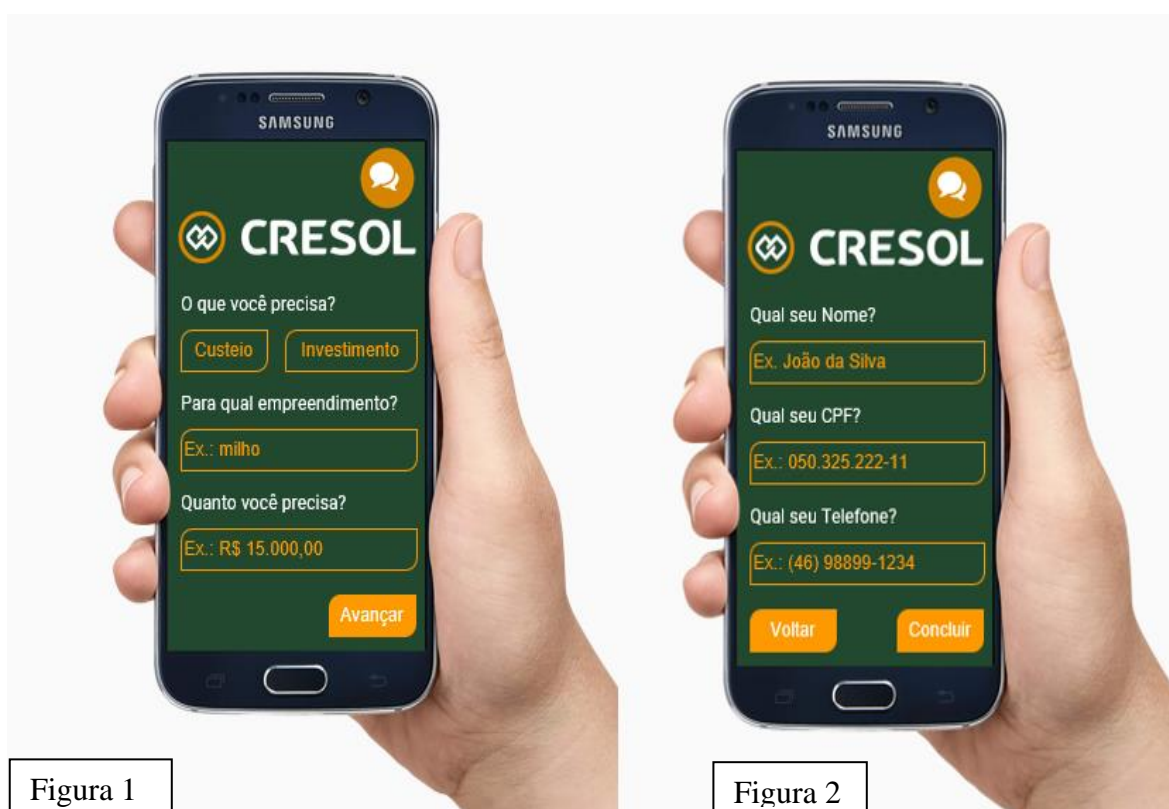 SAMSUNG
CRESOL
O que você precisa?
Custeio Investimento
Para qual empreendimento?
Ex.: milho
Quanto você precisa?
Ex.: R$ 15.000,00
Avançar
Figura 1
SAMSUNG
CRESOL
Qual seu Nome?
Ex. João da Silva
Qual seu CPF?
Ex.: 050.325.222-11
Qual seu Telefone?
Ex.: (46) 98899-1234
Voltar Concluir
Figura 2